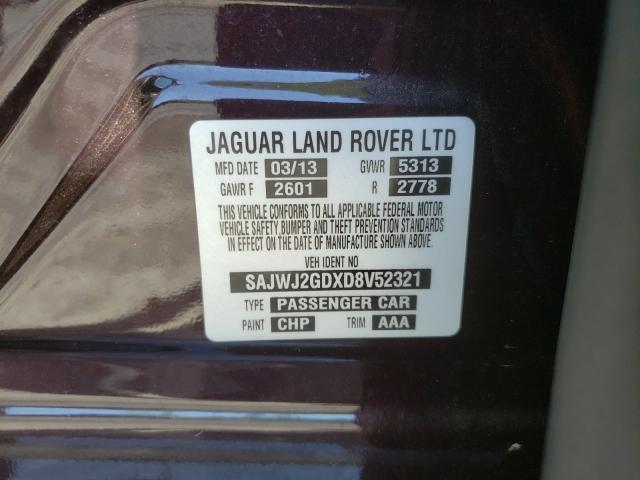 JAGUAR LAND ROVER LTD
MFD DATE 03/13 GVWR 5313
GAWR F 2601 R 2778
THIS VEHICLE CONFORMS TO ALL APPLICABLE FEDERAL MOTOR
VEHICLE SAFETY,BUMPER AND THEFT PREVENTION STANDARDS
IN EFFECT ON THE DATE OF MANUFACTURE SHOWN ABOVE.
VEH IDENT NO
SAJWJ2GDXD8V52321
TYPE PASSENGER CAR
PAINT CHP TRIM AAA